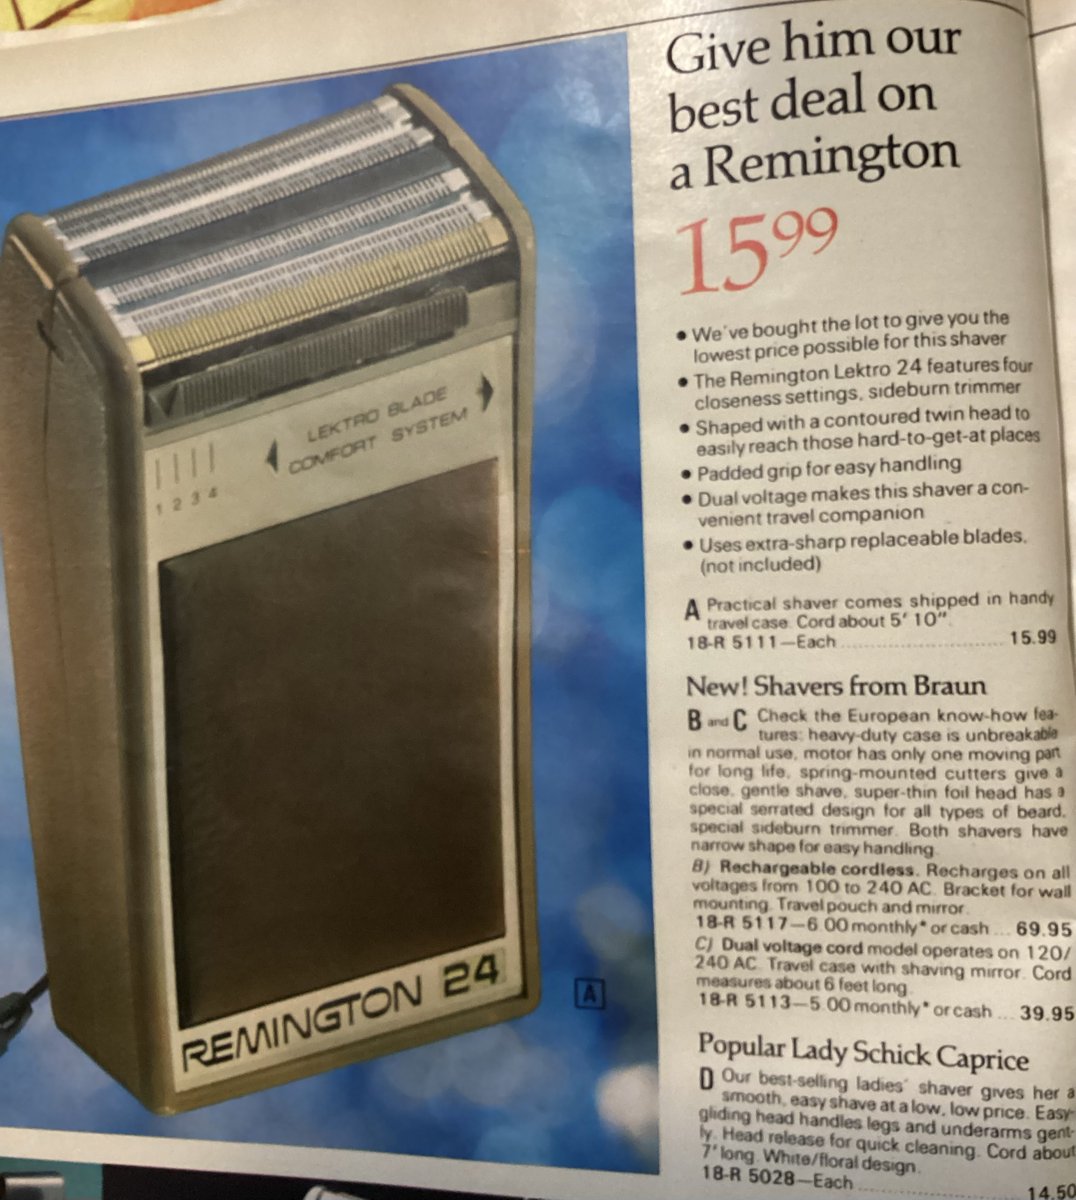 Give him our
best deal on
a Remington
15 99
• We've bought the lot to give you the
lowest price possible for this shaver
• The Remington Lektro 24 features four
closeness settings, sideburn trimmer
• Shaped with a contoured twin head to
easily reach those hard-to-get-at places
• Padded grip for easy handling
• Dual voltage makes this shaver a con-
venient travel companion
• Uses extra-sharp replaceable blades.
(not included)
A Practical shaver comes shipped in handy
travel case. Cord about 5' 10".
18-R 5111—Each ........................ 15.99
New! Shavers from Braun
B and C Check the European know-how fea-
tures: heavy-duty case is unbreakable
in normal use, motor has only one moving part
for long life, spring-mounted cutters give a
close, gentle shave, super-thin foil head has a
special serrated design for all types of beard,
special sideburn trimmer. Both shavers have
narrow shape for easy handling.
B) Rechargeable cordless. Recharges on all
voltages from 100 to 240 AC. Bracket for wall
mounting. Travel pouch and mirror.
18-R 5117—6.00 monthly* or cash ... 69.95
C) Dual voltage cord model operates on 120/
240 AC. Travel case with shaving mirror. Cord
measures about 6 feet long.
18-R 5113—5.00 monthly* or cash ... 39.95
Popular Lady Schick Caprice
D Our best-selling ladies' shaver gives her a
smooth, easy shave at a low, low price. Easy-
gliding head handles legs and underarms gent-
ly. Head release for quick cleaning. Cord about
7' long. White/floral design.
18-R 5028—Each ........................ 14.50
LEKTRO BLADE
COMFORT SYSTEM
1 2 3 4
REMINGTON 24
A